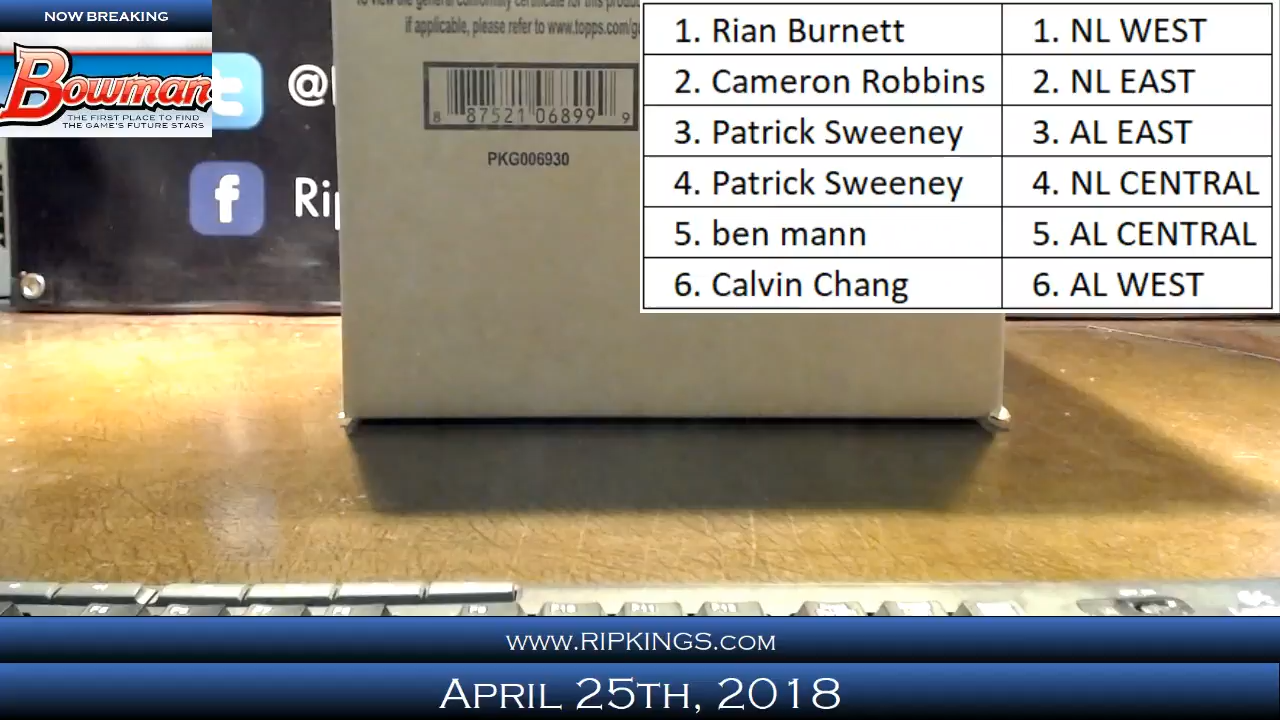 NOW BREAKING
Bowman
THE FIRST PLACE TO FIND
THE GAME'S FUTURE STARS
if applicable, please refer to www.topps.com/g
8 87521 06899 9
PKG006930
@
f
Ri
1. Rian Burnett 1. NL WEST
2. Cameron Robbins 2. NL EAST
3. Patrick Sweeney 3. AL EAST
4. Patrick Sweeney 4. NL CENTRAL
5. ben mann 5. AL CENTRAL
6. Calvin Chang 6. AL WEST
WWW.RIPKINGS.COM
APRIL 25TH, 2018